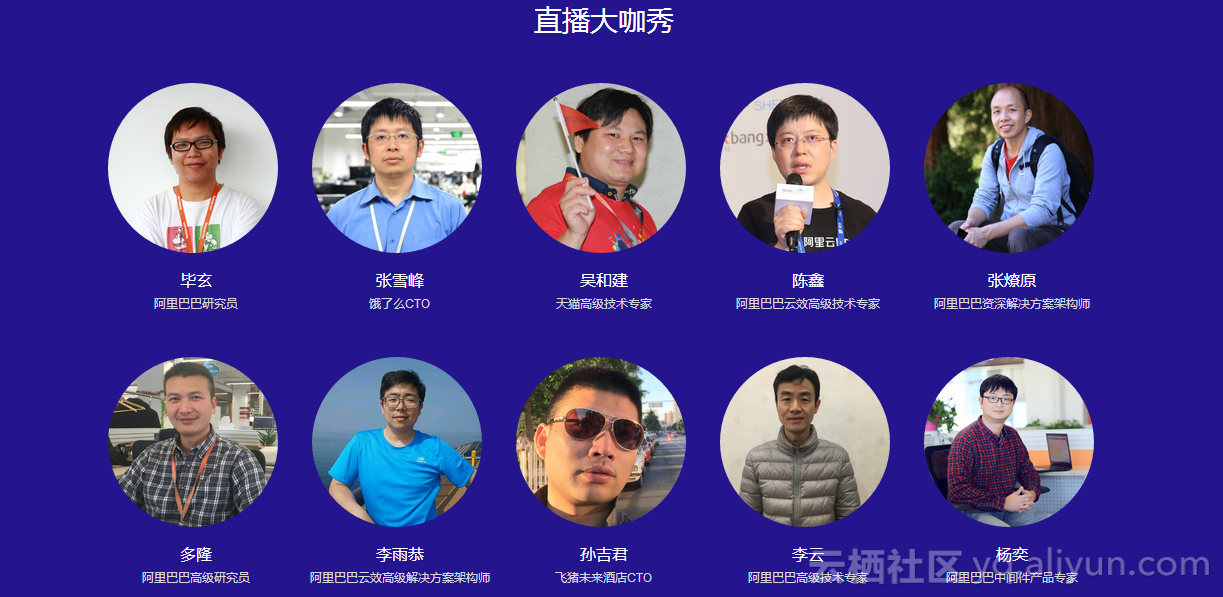 直播大咖秀
SHE
bang
阿里云
毕玄
张雪峰
吴和建
陈鑫
张燎原
阿里巴巴研究员
饿了么CTO
天猫高级技术专家
阿里巴巴云效高级技术专家
阿里巴巴资深解决方案架构师
多隆
李雨恭
孙吉君
李云
杨奕
阿里巴巴高级研究员
阿里巴巴云效高级解决方案架构师
飞猪未来酒店CTO
阿里巴巴高级技术专家
阿里巴巴中间件产品专家
云栖社区 yq.aliyun.com